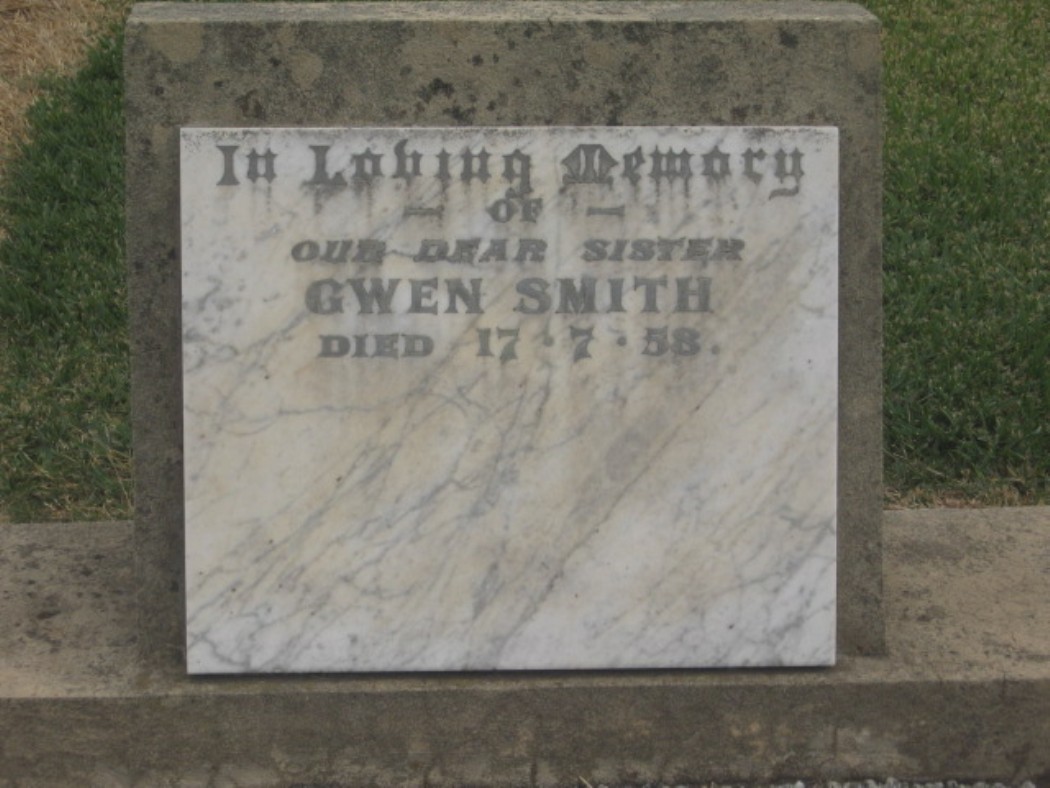 In Loving Memory
— OF —
OUR DEAR SISTER
GWEN SMITH
DIED 17·7·58.